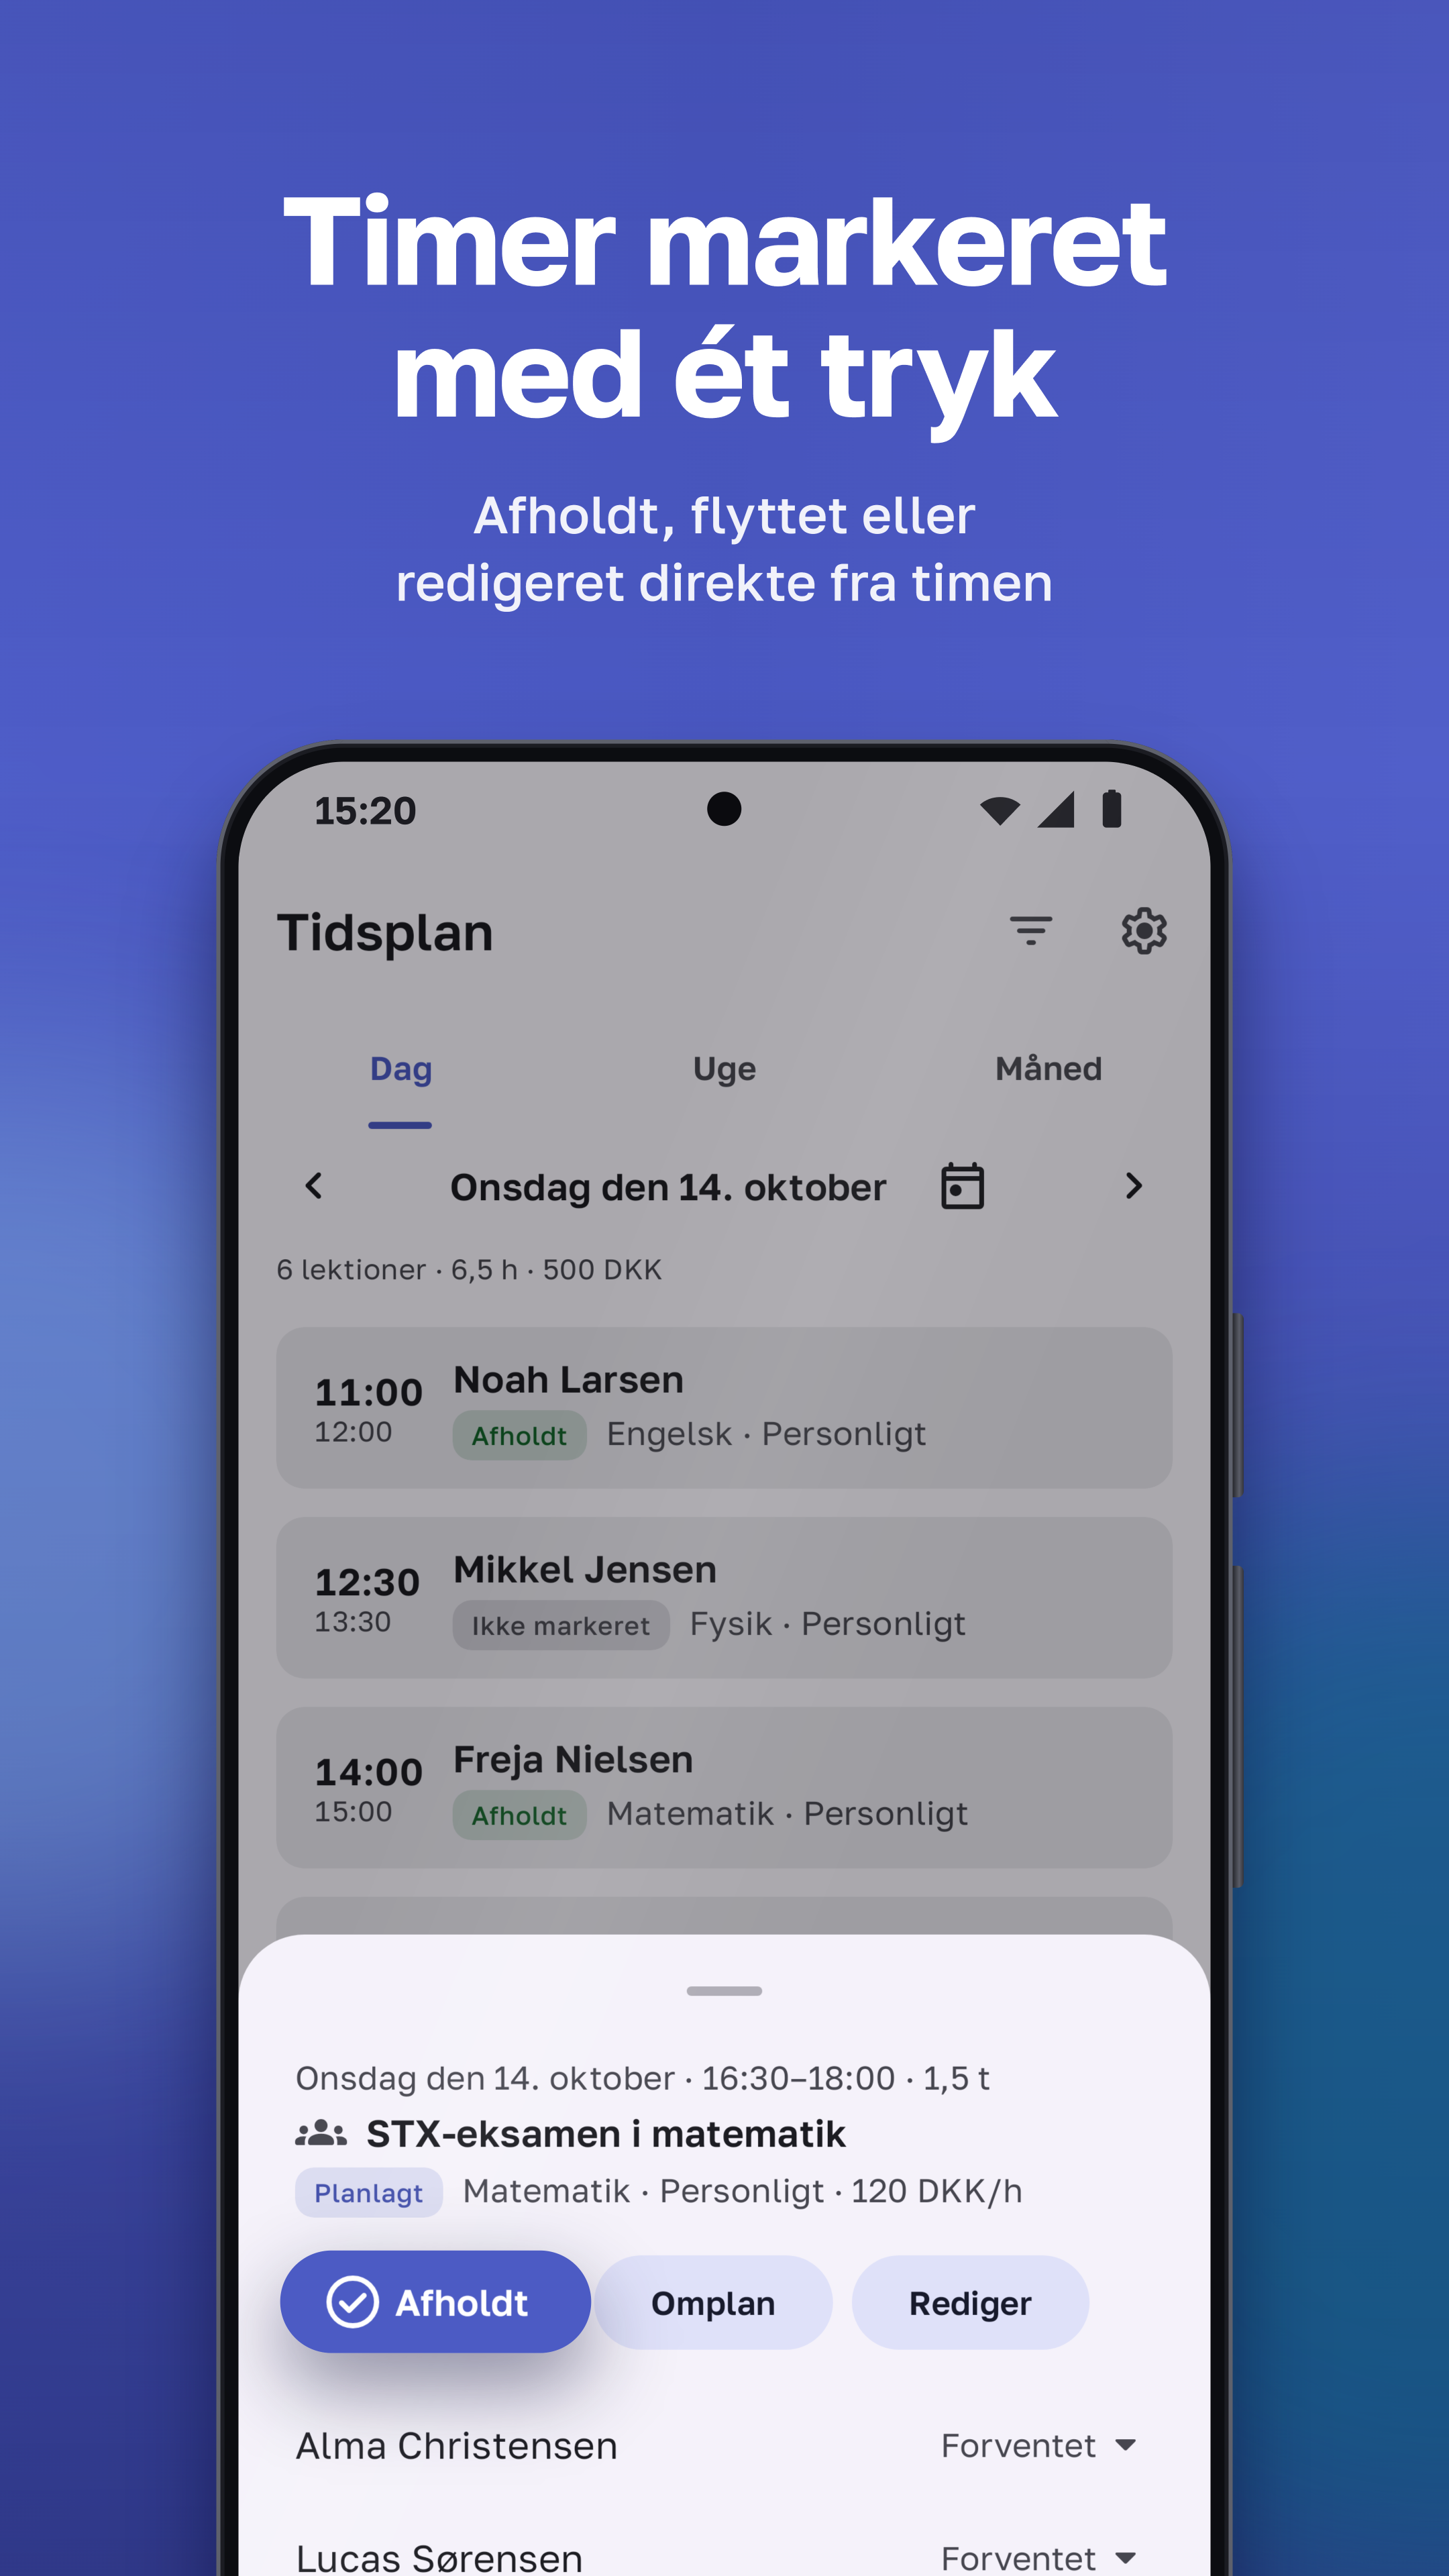 Timer markeret
med ét tryk
Afholdt, flyttet eller
redigeret direkte fra timen
15:20
Tidsplan
Dag Uge Måned
Onsdag den 14. oktober
6 lektioner · 6,5 h · 500 DKK
11:00 Noah Larsen
12:00 Afholdt Engelsk · Personligt
12:30 Mikkel Jensen
13:30 Ikke markeret Fysik · Personligt
14:00 Freja Nielsen
15:00 Afholdt Matematik · Personligt
Onsdag den 14. oktober · 16:30–18:00 · 1,5 t
STX-eksamen i matematik
Planlagt Matematik · Personligt · 120 DKK/h
Afholdt Omplan Rediger
Alma Christensen Forventet
Lucas Sørensen Forventet